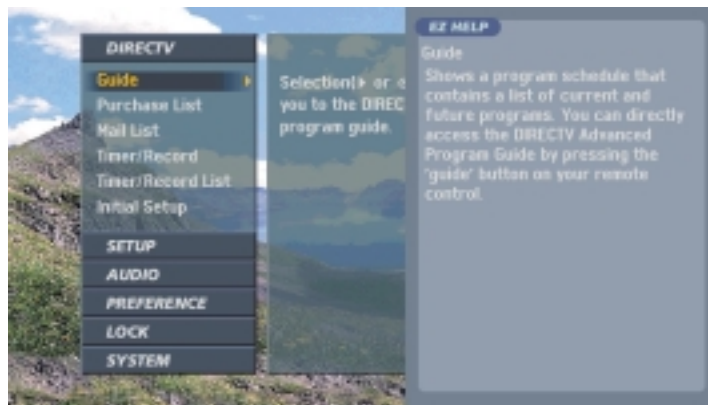 DIRECTV
Guide
Purchase List
Mail List
Timer/Record
Timer/Record List
Initial Setup
SETUP
AUDIO
PREFERENCE
LOCK
SYSTEM
Selection(▶ or
you to the DIREC
program guide.
EZ HELP
Guide
Shows a program schedule that
contains a list of current and
future programs. You can directly
access the DIRECTV Advanced
Program Guide by pressing the
'guide' button on your remote
control.